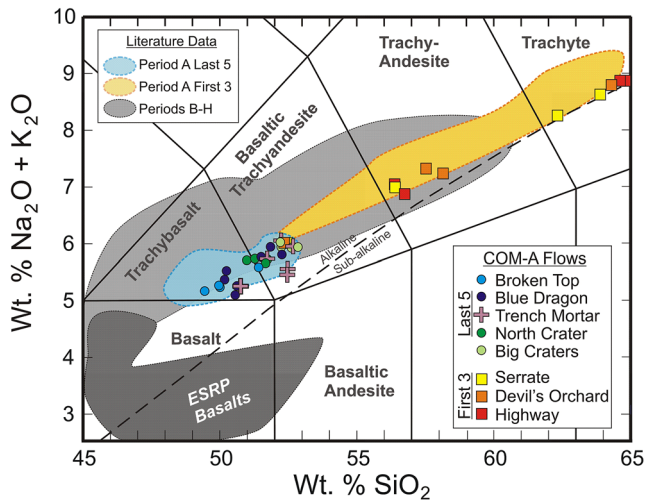 10
9
8
7
6
5
4
3
Wt. % Na2O + K2O
Literature Data
Period A Last 5
Period A First 3
Periods B-H
Trachy-
Andesite
Trachyte
Basaltic
Trachyandesite
Trachybasalt
Alkaline
Sub-alkaline
Basalt
ESRP
Basalts
Basaltic
Andesite
COM-A Flows
Last 5
Broken Top
Blue Dragon
Trench Mortar
North Crater
Big Craters
First 3
Serrate
Devil's Orchard
Highway
45 50 55 60 65
Wt. % SiO2